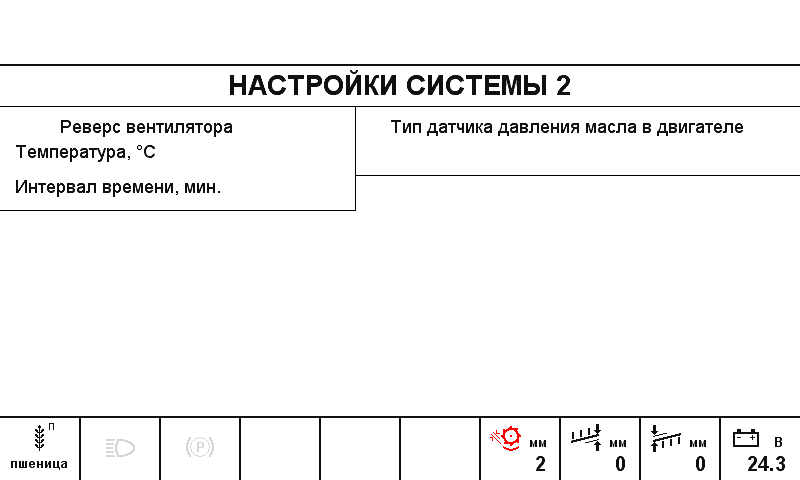 НАСТРОЙКИ СИСТЕМЫ 2
Реверс вентилятора
Температура, °C
Интервал времени, мин.
Тип датчика давления масла в двигателе
П
пшеница
(P)
мм
2
мм
0
мм
0
В
24.3